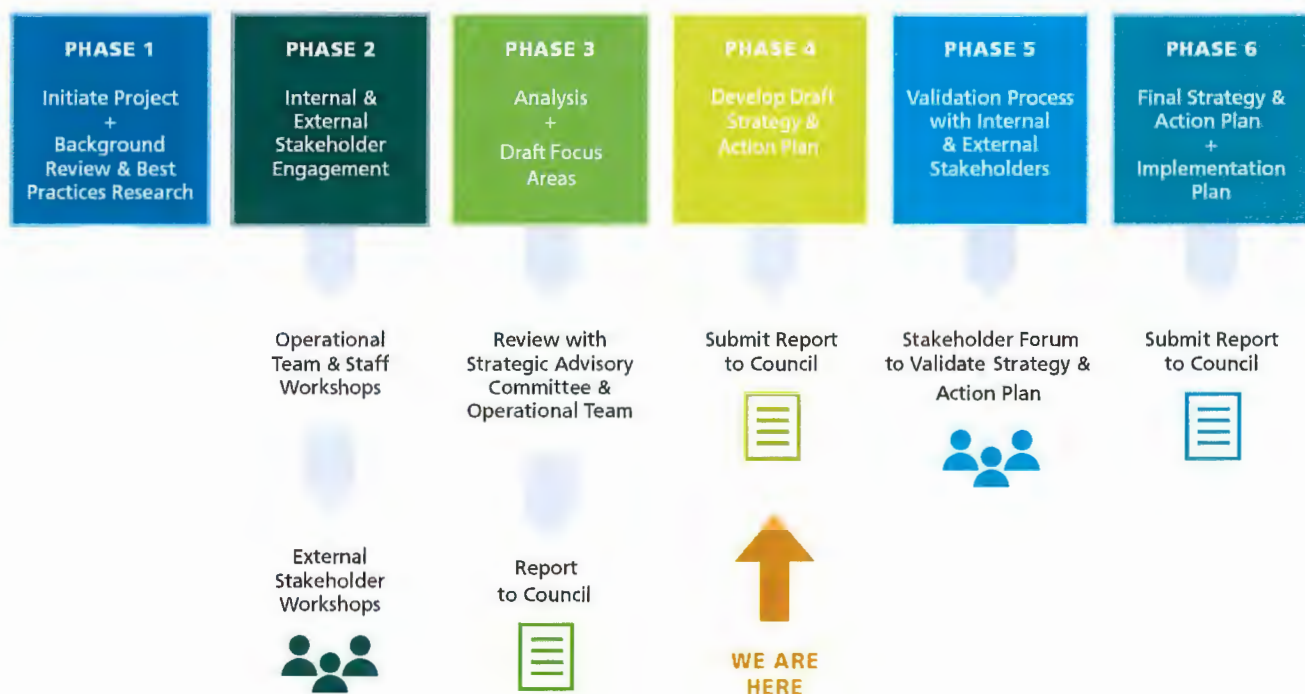 PHASE 1
Initiate Project
+
Background
Review & Best
Practices Research
PHASE 2
Internal &
External
Stakeholder
Engagement
PHASE 3
Analysis
+
Draft Focus
Areas
PHASE 4
Develop Draft
Strategy &
Action Plan
PHASE 5
Validation Process
with Internal
& External
Stakeholders
PHASE 6
Final Strategy &
Action Plan
+
Implementation
Plan
Operational
Team & Staff
Workshops
External
Stakeholder
Workshops
Review with
Strategic Advisory
Committee &
Operational Team
Report
to Council
Submit Report
to Council
WE ARE
HERE
Stakeholder Forum
to Validate Strategy &
Action Plan
Submit Report
to Council